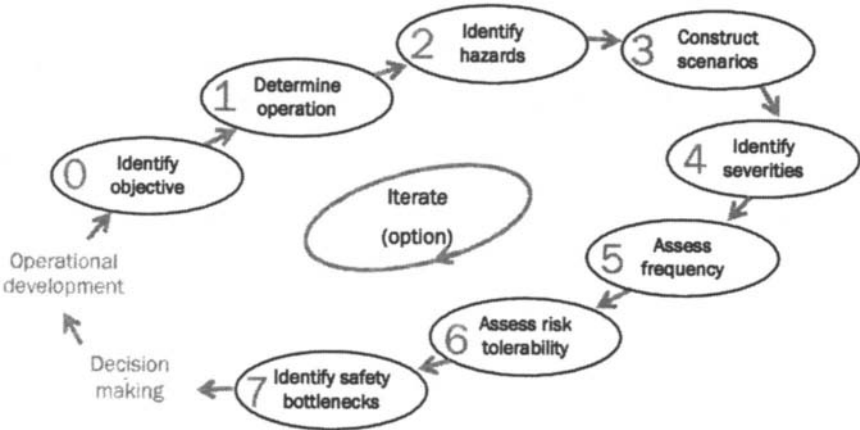 0 Identify
objective
1 Determine
operation
2 Identify
hazards
3 Construct
scenarios
4 Identify
severities
5 Assess
frequency
6 Assess risk
tolerability
7 Identify safety
bottlenecks
Decision
making
Operational
development
Iterate
(option)